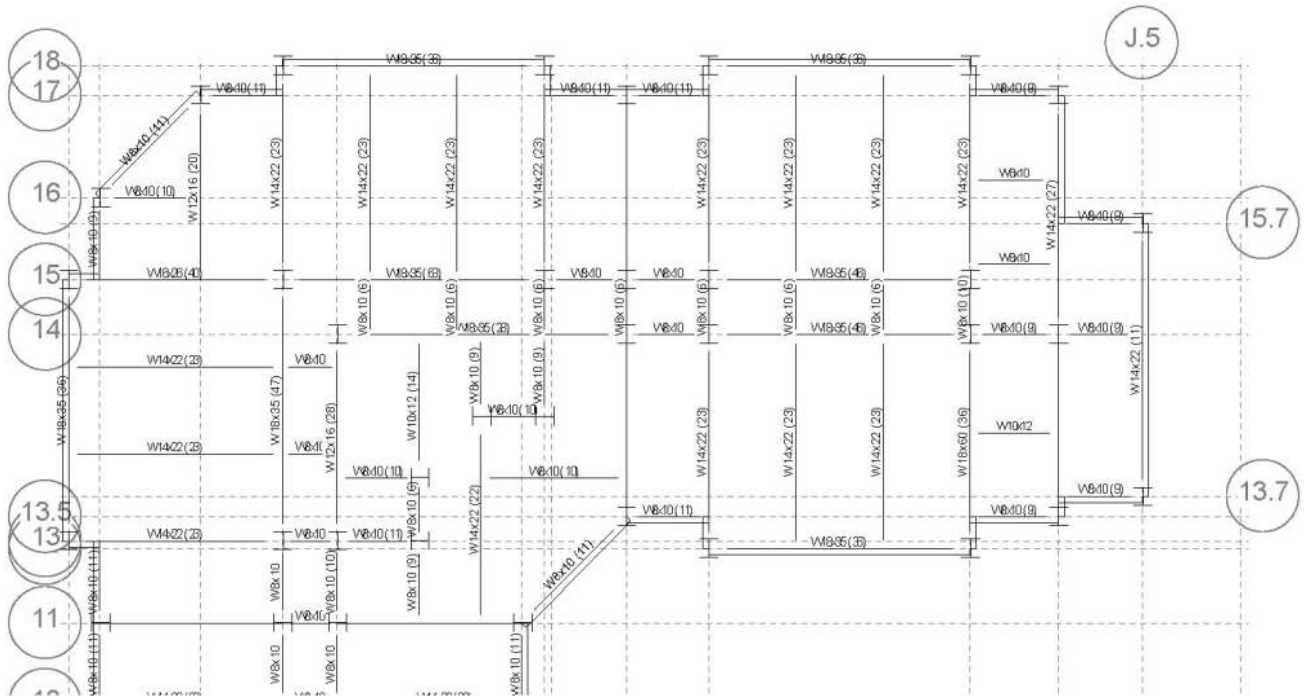 J.5
18
W18x35(36)
W18x35(36)
17
W8x10(11)
W8x10(11)
W8x10(11)
W8x10(9)
W8x10 (11)
W12x16 (20)
W14x22 (23)
W14x22 (23)
W14x22 (23)
W14x22 (23)
W14x22 (23)
W14x22 (23)
W14x22 (23)
W14x22 (23)
W8x10
16
W8x10(10)
W8x10 (9)
W14x22 (27)
W8x10(9)
15.7
W8x10
15
W16x26(40)
W18x35(63)
W8x10
W8x10
W18x35(46)
W8x10 (6)
W8x10 (6)
W8x10 (6)
W8x10 (6)
W8x10 (6)
W8x10 (6)
W8x10 (6)
W8x10 (10)
14
W18x35(28)
W8x10
W18x35(46)
W8x10(9)
W8x10(9)
W14x22 (11)
W14x22(23)
W8x10
W18x35 (36)
W18x35 (47)
W12x16 (28)
W10x12 (14)
W8x10 (9)
W8x10 (9)
W8x10(10)
W14x22 (23)
W14x22 (23)
W14x22 (23)
W18x60 (36)
W10x12
W14x22(23)
W8x10(10)
W8x10(10)
W8x10 (6)
W14x22 (22)
W8x10(9)
13.7
13.5
W8x10(11)
W8x10(9)
13
W14x22(23)
W8x10
W8x10(11)
W18x35(36)
W8x10 (11)
W8x10
W8x10 (10)
W8x10 (9)
W8x10 (11)
11
W8x10
W8x10 (11)
W8x10
W8x10
W8x10 (11)